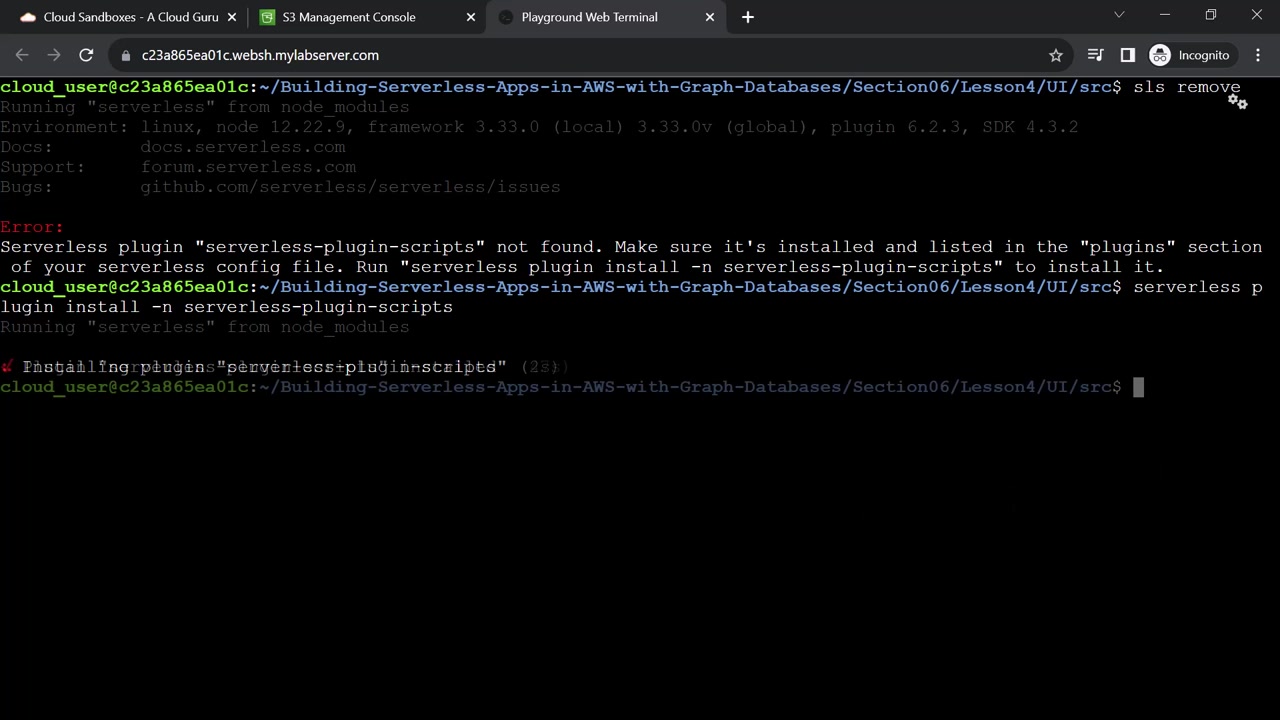 Cloud Sandboxes - A Cloud Guru
S3 Management Console
Playground Web Terminal
c23a865ea01c.websh.mylabserver.com
Incognito
cloud_user@c23a865ea01c:~/Building-Serverless-Apps-in-AWS-with-Graph-Databases/Section06/Lesson4/UI/src$ sls remove
Running "serverless" from node_modules
Environment: linux, node 12.22.9, framework 3.33.0 (local) 3.33.0v (global), plugin 6.2.3, SDK 4.3.2
Docs:        docs.serverless.com
Support:     forum.serverless.com
Bugs:        github.com/serverless/serverless/issues
Error:
Serverless plugin "serverless-plugin-scripts" not found. Make sure it's installed and listed in the "plugins" section
 of your serverless config file. Run "serverless plugin install -n serverless-plugin-scripts" to install it.
cloud_user@c23a865ea01c:~/Building-Serverless-Apps-in-AWS-with-Graph-Databases/Section06/Lesson4/UI/src$ serverless p
lugin install -n serverless-plugin-scripts
Running "serverless" from node_modules
Installing plugin "serverless-plugin-scripts"
cloud_user@c23a865ea01c:~/Building-Serverless-Apps-in-AWS-with-Graph-Databases/Section06/Lesson4/UI/src$